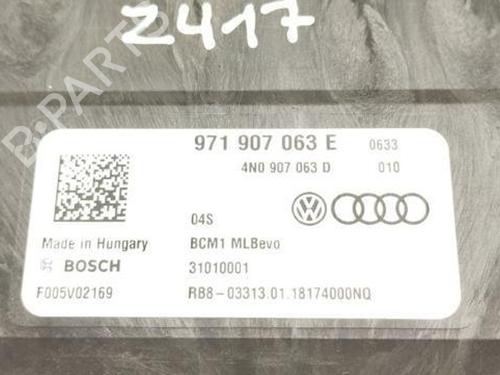 Z417
B-PARTS
971 907 063 E 0633
4N0 907 063 D 010
04S
Made in Hungary BCM1 MLBevo
BOSCH 31010001
F005V02169 RB8-03313.01.18174000NQ